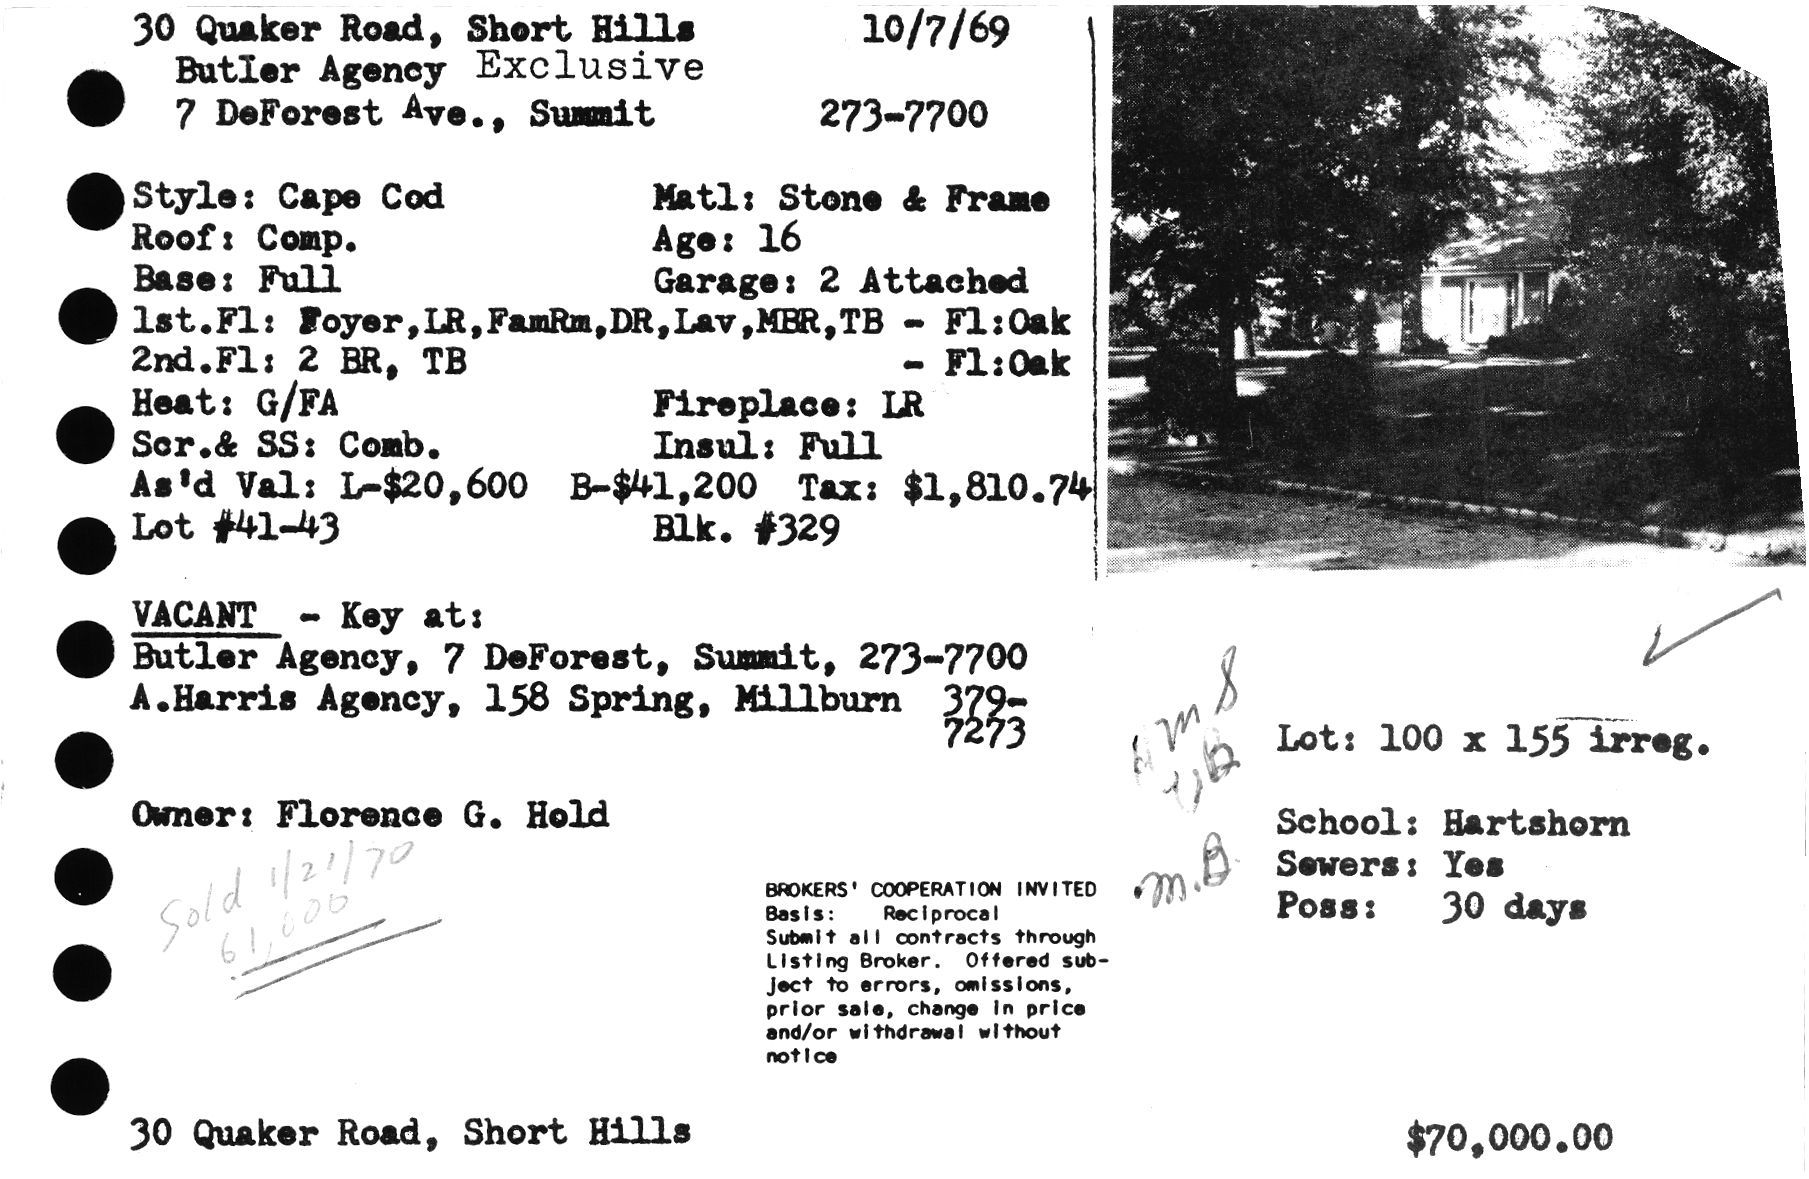 30 Quaker Road, Short Hills 10/7/69
Butler Agency Exclusive
7 DeForest Ave., Summit 273-7700
Style: Cape Cod Matl: Stone & Frame
Roof: Comp. Age: 16
Base: Full Garage: 2 Attached
1st.Fl: Foyer,LR,FamRm,DR,Lav,MBR,TB - Fl:Oak
2nd.Fl: 2 BR, TB - Fl:Oak
Heat: G/FA Fireplace: LR
Scr.& SS: Comb. Insul: Full
As'd Val: L-$20,600 B-$41,200 Tax: $1,810.74
Lot #41-43 Blk. #329
VACANT - Key at:
Butler Agency, 7 DeForest, Summit, 273-7700
A.Harris Agency, 158 Spring, Millburn 379-
7273
Owner: Florence G. Hold
Sold 1/21/70
61,000
BROKERS' COOPERATION INVITED
Basis: Reciprocal
Submit all contracts through
Listing Broker. Offered sub-
ject to errors, omissions,
prior sale, change in price
and/or withdrawal without
notice
Lot: 100 x 155 irreg.
School: Hartshorn
Sewers: Yes
Poss: 30 days
m.B.
30 Quaker Road, Short Hills $70,000.00